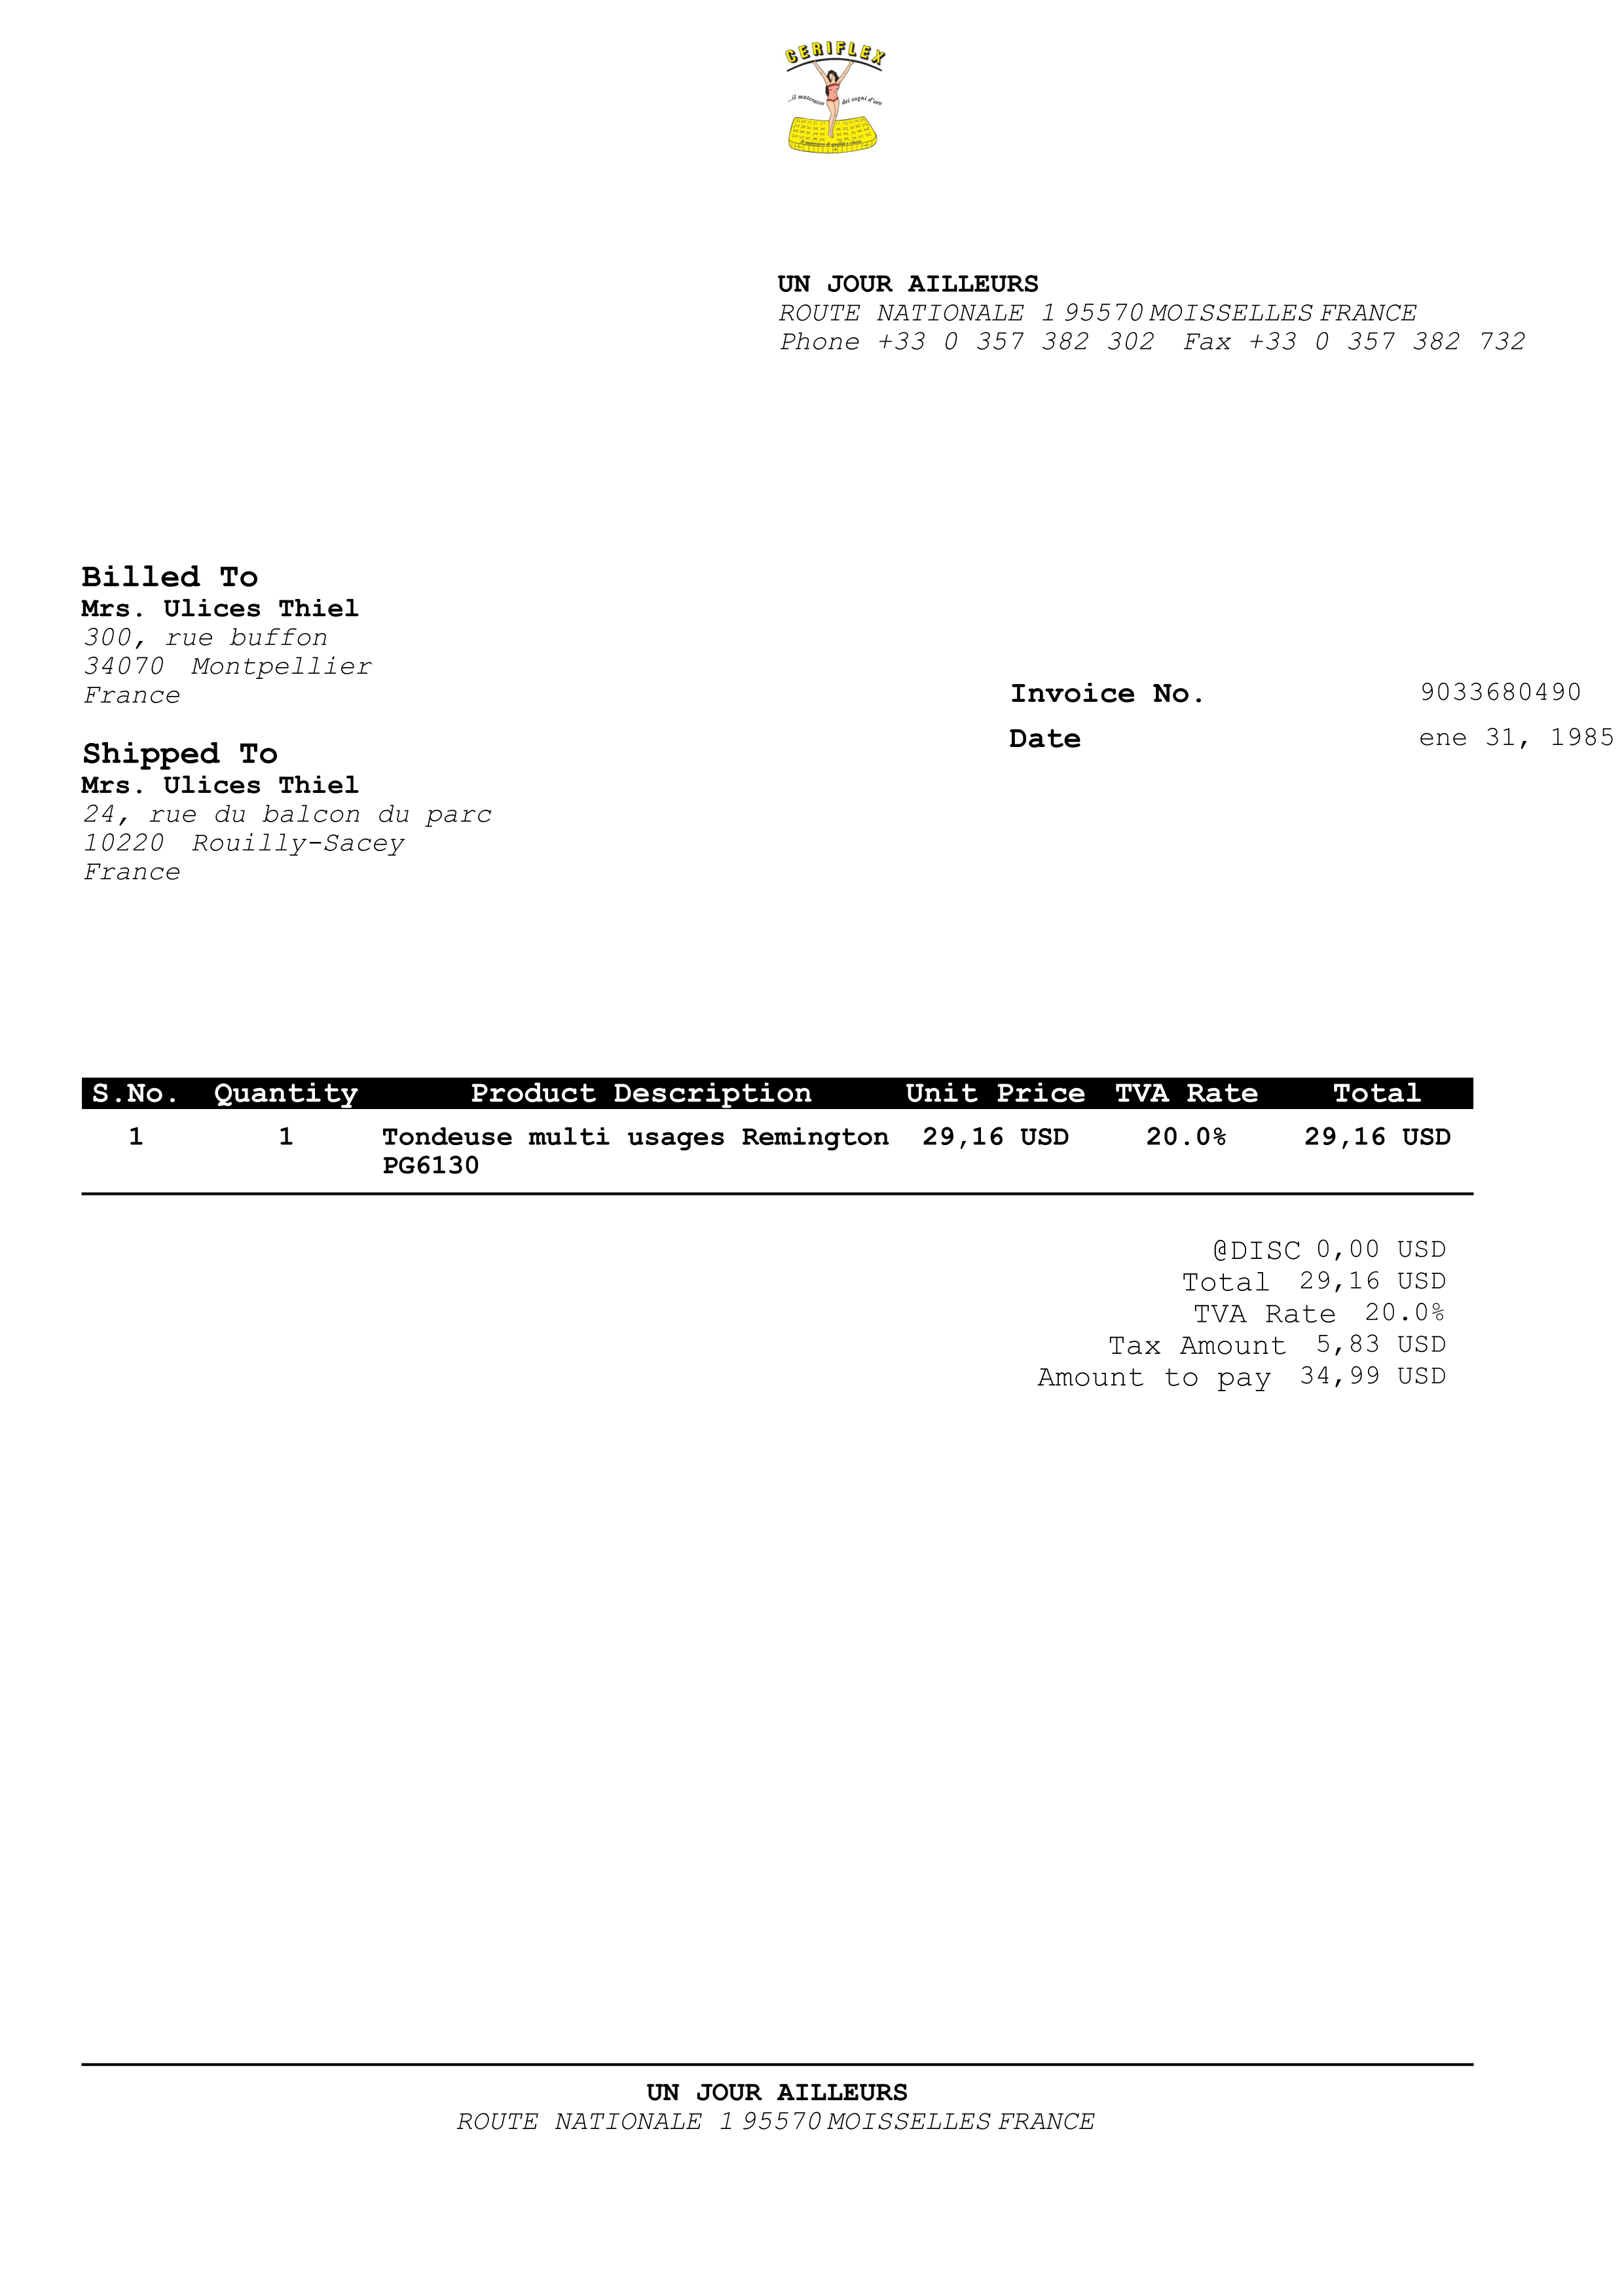 CERIFLEX
...il materasso dei sogni d'oro
UN JOUR AILLEURS
ROUTE NATIONALE 1 95570 MOISSELLES FRANCE
Phone +33 0 357 382 302 Fax +33 0 357 382 732
Billed To
Mrs. Ulices Thiel
300, rue buffon
34070 Montpellier
France
Invoice No. 9033680490
Date ene 31, 1985
Shipped To
Mrs. Ulices Thiel
24, rue du balcon du parc
10220 Rouilly-Sacey
France
S.No. Quantity Product Description Unit Price TVA Rate Total
1 1 Tondeuse multi usages Remington 29,16 USD 20.0% 29,16 USD
PG6130
@DISC 0,00 USD
Total 29,16 USD
TVA Rate 20.0%
Tax Amount 5,83 USD
Amount to pay 34,99 USD
UN JOUR AILLEURS
ROUTE NATIONALE 1 95570 MOISSELLES FRANCE